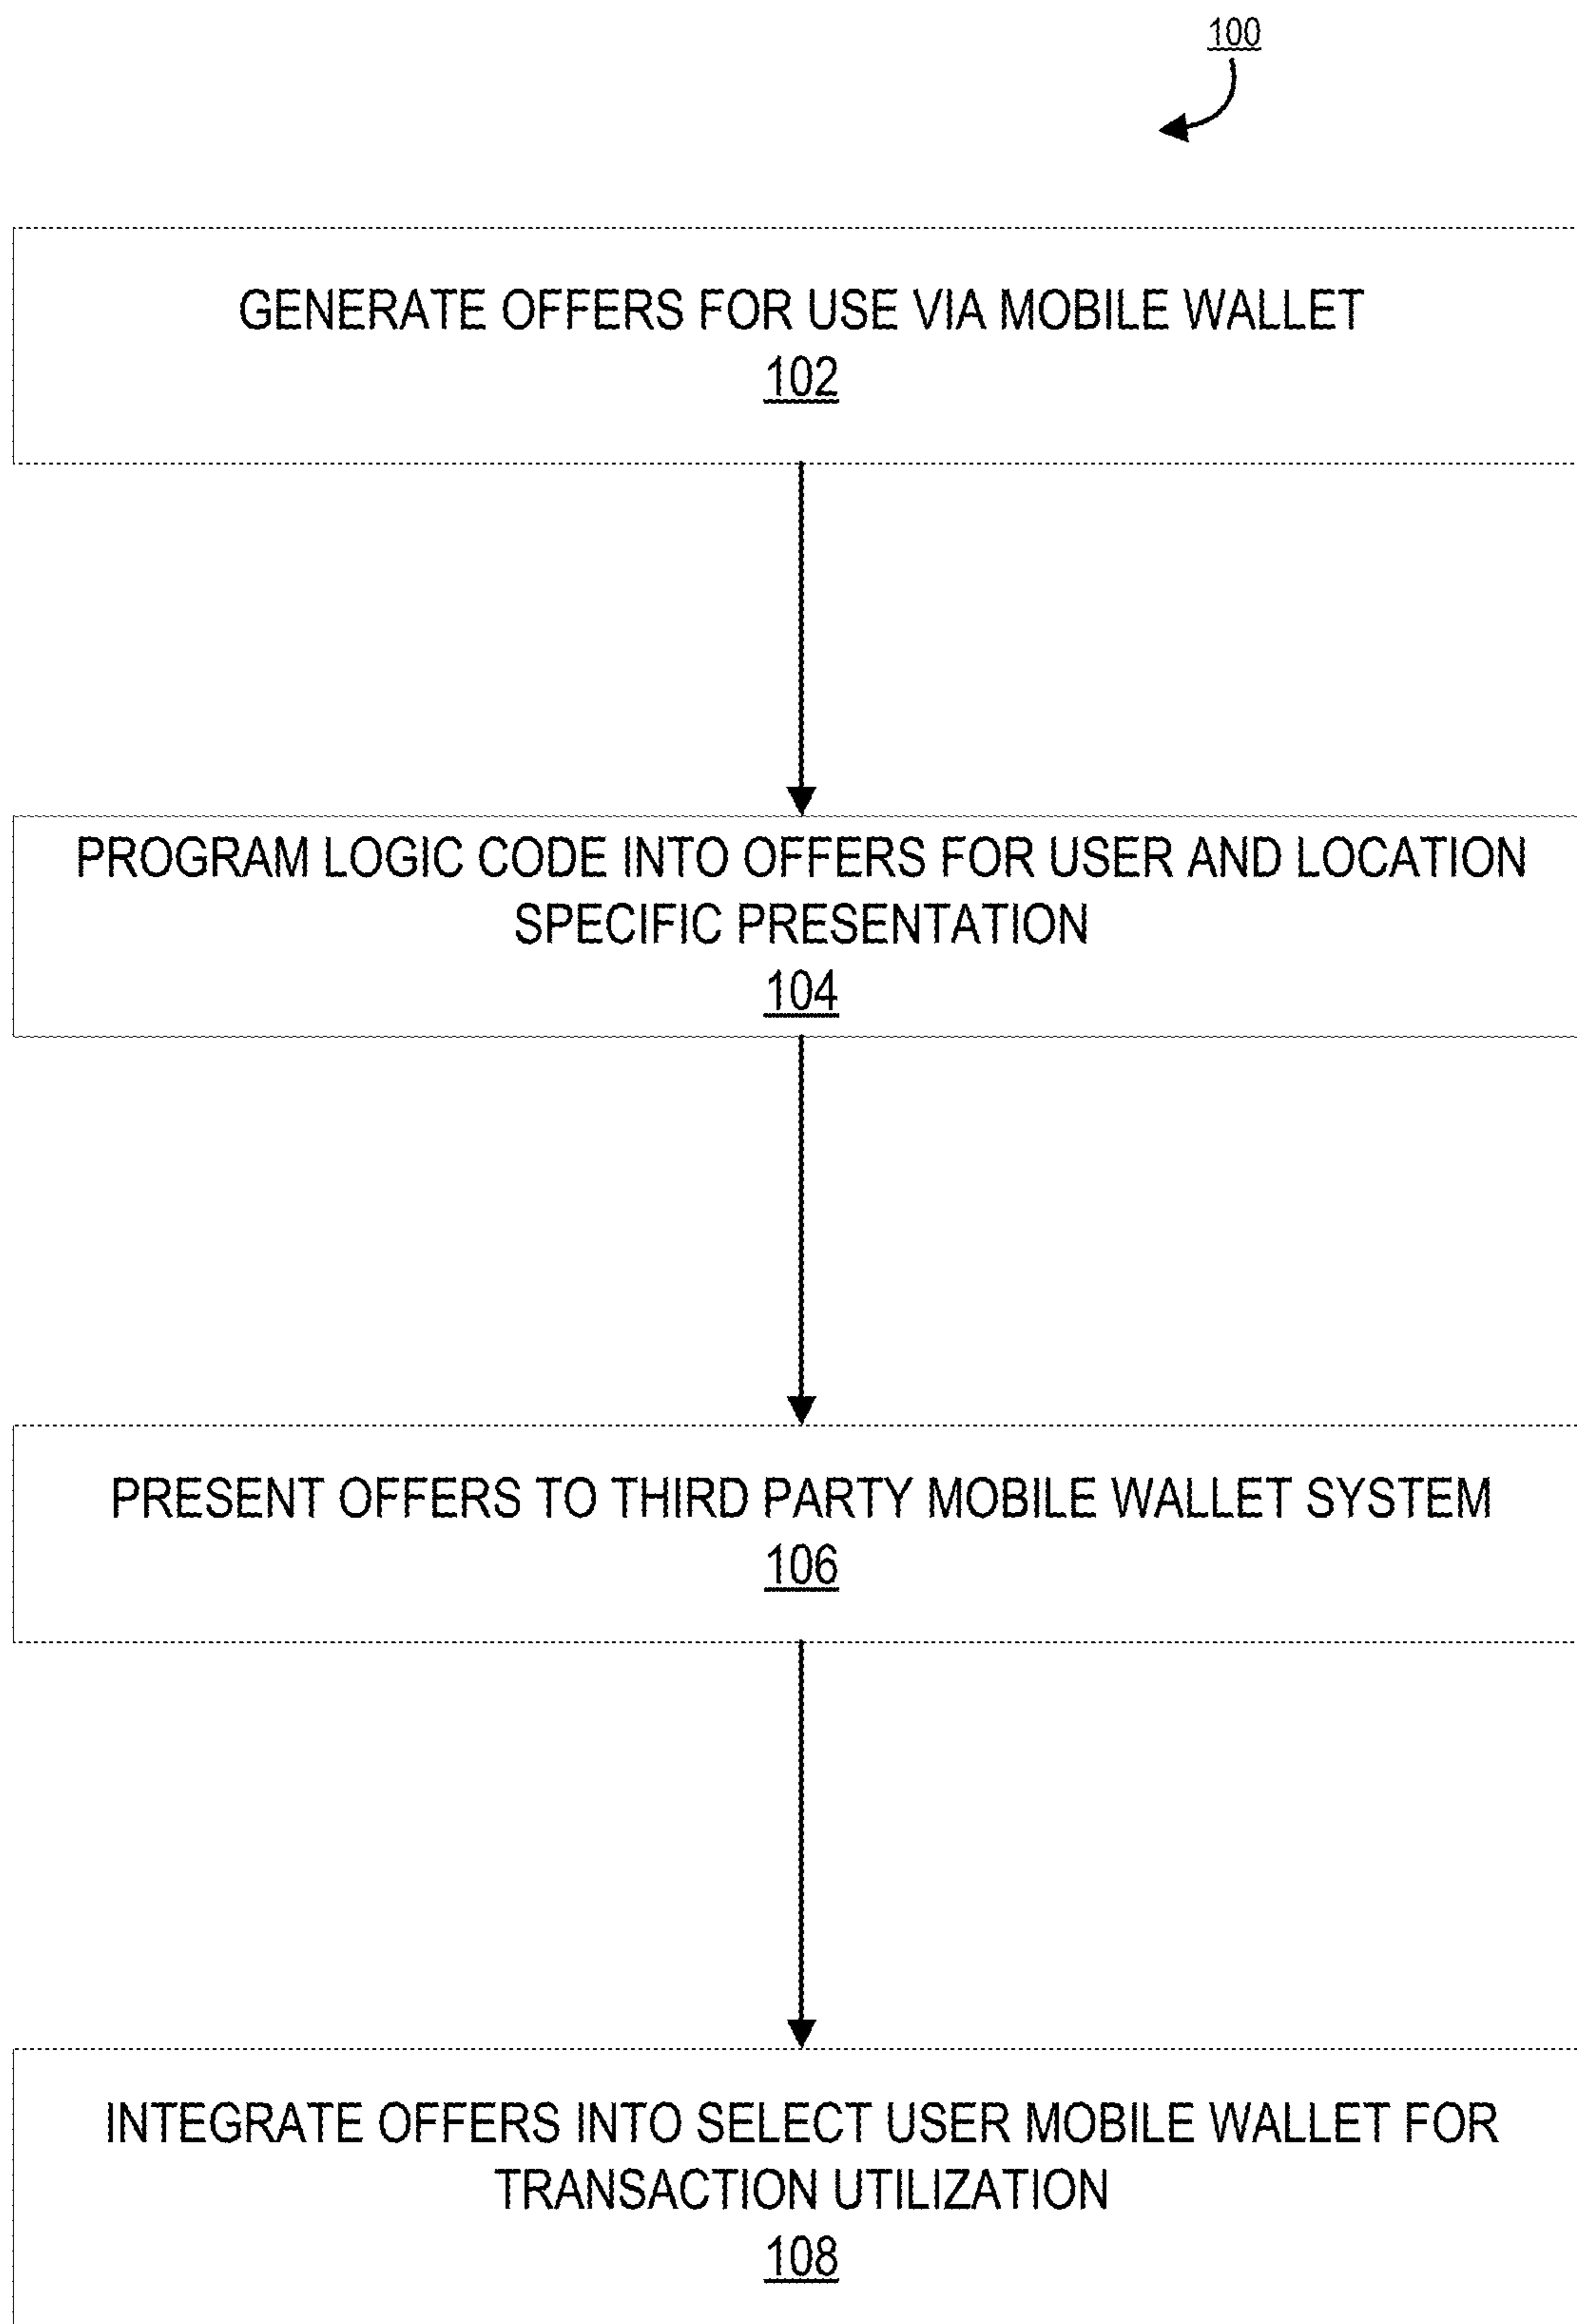 100
GENERATE OFFERS FOR USE VIA MOBILE WALLET
102
PROGRAM LOGIC CODE INTO OFFERS FOR USER AND LOCATION
SPECIFIC PRESENTATION
104
PRESENT OFFERS TO THIRD PARTY MOBILE WALLET SYSTEM
106
INTEGRATE OFFERS INTO SELECT USER MOBILE WALLET FOR
TRANSACTION UTILIZATION
108